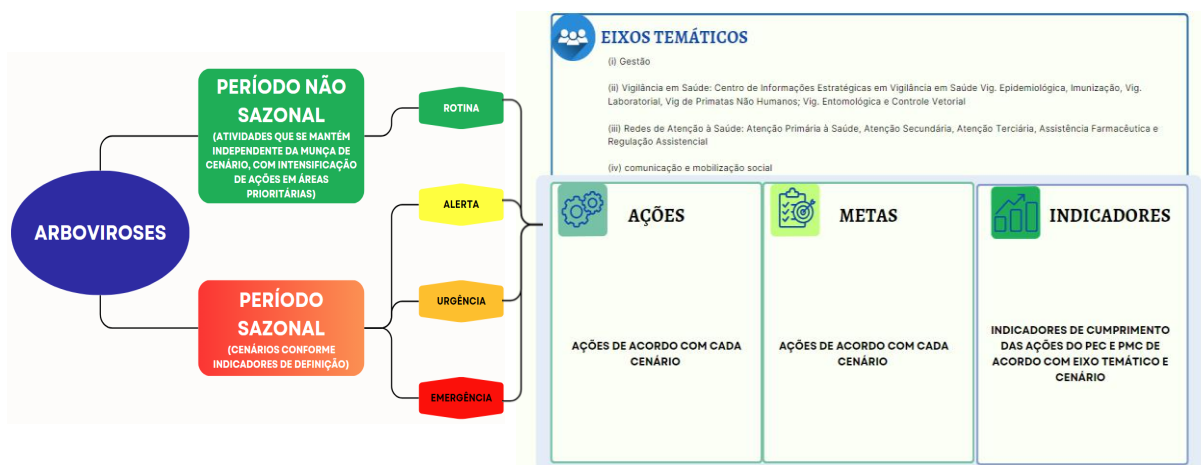 ARBOVIROSES
PERÍODO NÃO
SAZONAL
(ATIVIDADES QUE SE MANTÉM
INDEPENDENTE DA MUNÇA DE
CENÁRIO, COM INTENSIFICAÇÃO
DE AÇÕES EM ÁREAS
PRIORITÁRIAS)
PERÍODO
SAZONAL
(CENÁRIOS CONFORME
INDICADORES DE DEFINIÇÃO)
ROTINA
ALERTA
URGÊNCIA
EMERGÊNCIA
EIXOS TEMÁTICOS
(i) Gestão
(ii) Vigilância em Saúde: Centro de Informações Estratégicas em Vigilância em Saúde Vig. Epidemiológica, Imunização, Vig.
Laboratorial, Vig de Primatas Não Humanos; Vig. Entomológica e Controle Vetorial
(iii) Redes de Atenção à Saúde: Atenção Primária à Saúde, Atenção Secundária, Atenção Terciária, Assistência Farmacêutica e
Regulação Assistencial
(iv) comunicação e mobilização social
AÇÕES
AÇÕES DE ACORDO COM CADA
CENÁRIO
METAS
AÇÕES DE ACORDO COM CADA
CENÁRIO
INDICADORES
INDICADORES DE CUMPRIMENTO
DAS AÇÕES DO PEC E PMC DE
ACORDO COM EIXO TEMÁTICO E
CENÁRIO